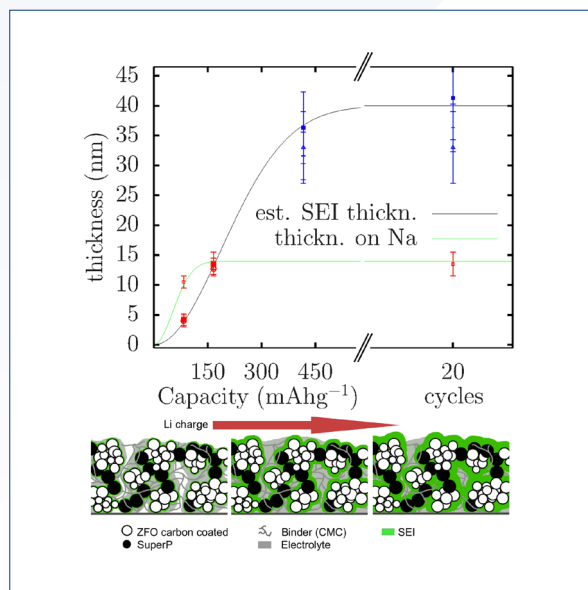 45
40
35
30
25
20
15
10
5
0
thickness (nm)
est. SEI thickn.
thickn. on Na
150 300 450 20
Capacity (mAhg⁻¹) cycles
Li charge
ZFO carbon coated Binder (CMC) SEI
SuperP Electrolyte